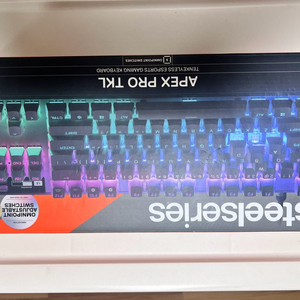 steelseries
OMNIPOINT
ADJUSTABLE
SWITCHES
APEX PRO TKL
TENKEYLESS ESPORTS GAMING KEYBOARD
OMNIPOINT SWITCHES